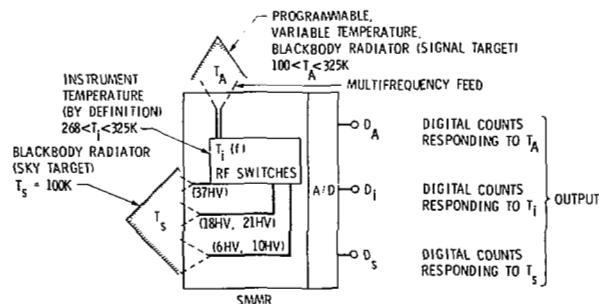 PROGRAMMABLE,
VARIABLE TEMPERATURE,
BLACKBODY RADIATOR (SIGNAL TARGET)
100<T_A<325K
T_A
MULTIFREQUENCY FEED
INSTRUMENT
TEMPERATURE
(BY DEFINITION)
268<T_i<325K
BLACKBODY RADIATOR
(SKY TARGET)
T_s = 100K
T_i (f)
RF SWITCHES
(37HV)
(18HV, 21HV)
(6HV, 10HV)
T_s
A/D
SMMR
D_A
DIGITAL COUNTS
RESPONDING TO T_A
D_i
DIGITAL COUNTS
RESPONDING TO T_i
D_s
DIGITAL COUNTS
RESPONDING TO T_s
OUTPUT